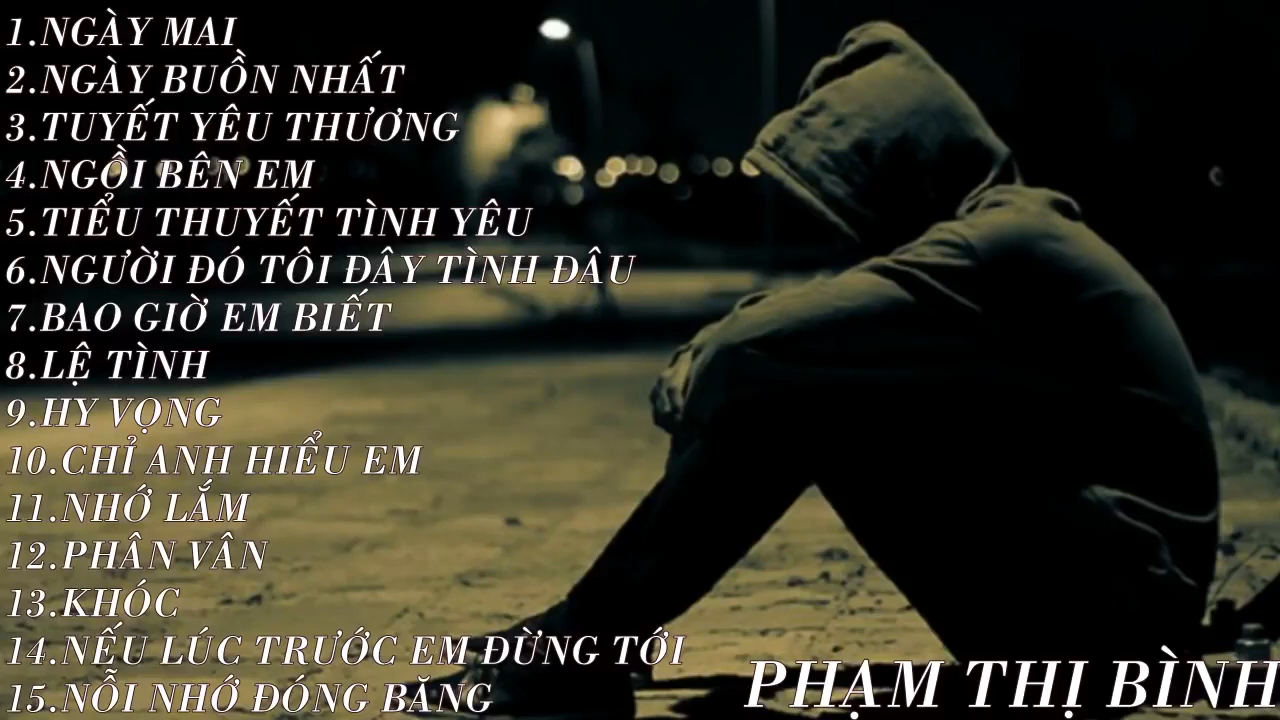 1.NGÀY MAI
2.NGÀY BUỒN NHẤT
3.TUYẾT YÊU THƯƠNG
4.NGỒI BÊN EM
5.TIỂU THUYẾT TÌNH YÊU
6.NGƯỜI ĐÓ TÔI ĐÂY TÌNH ĐÂU
7.BAO GIỜ EM BIẾT
8.LỆ TÌNH
9.HY VỌNG
10.CHỈ ANH HIỂU EM
11.NHỚ LẮM
12.PHÂN VÂN
13.KHÓC
14.NẾU LÚC TRƯỚC EM ĐỪNG TỚI
15.NỖI NHỚ ĐÓNG BĂNG
PHẠM THỊ BÌNH